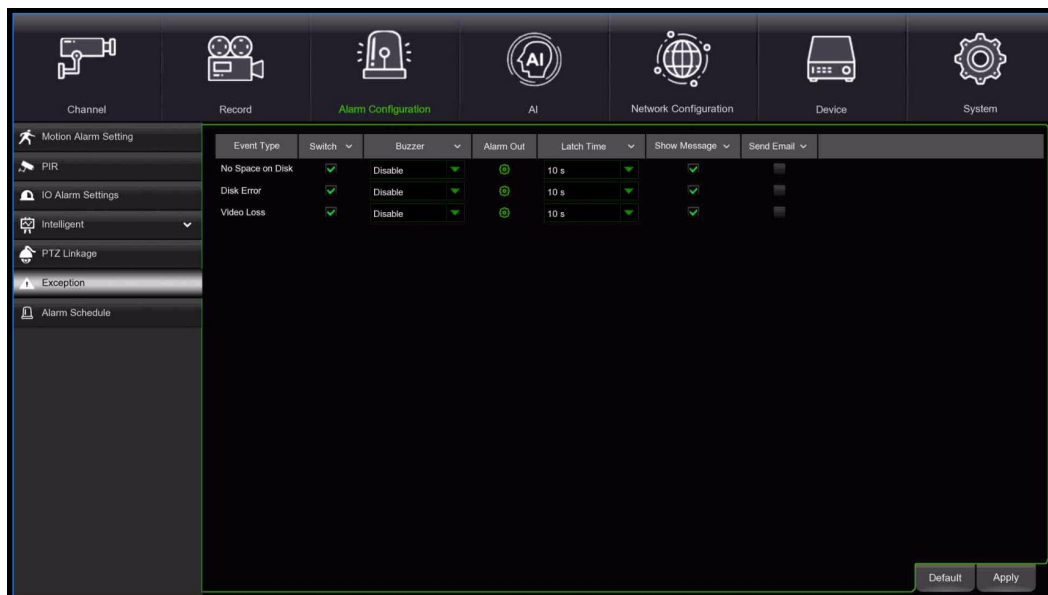 AI
Channel Record Alarm Configuration AI Network Configuration Device System
Motion Alarm Setting
PIR
IO Alarm Settings
Intelligent
PTZ Linkage
Exception
Alarm Schedule
Event Type Switch Buzzer Alarm Out Latch Time Show Message Send Email
No Space on Disk Disable 10 s
Disk Error Disable 10 s
Video Loss Disable 10 s
Default Apply